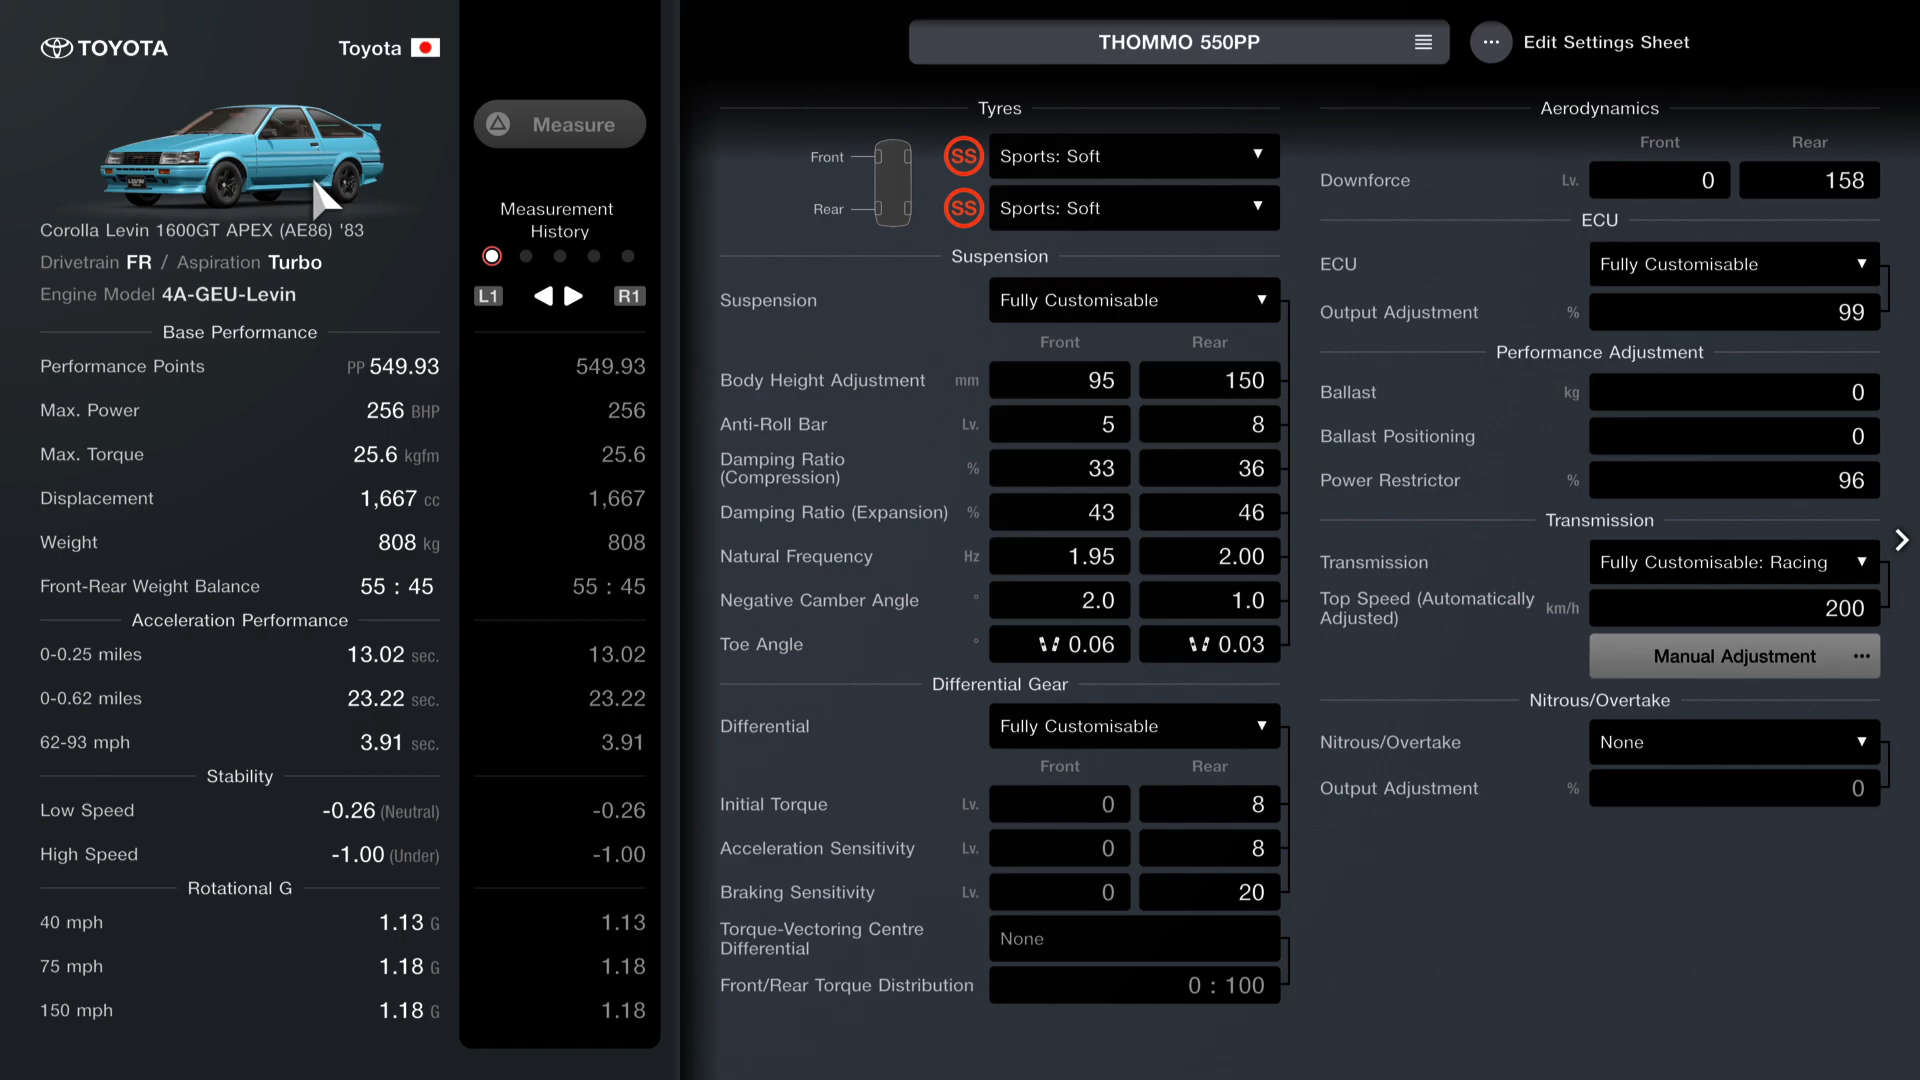 TOYOTA
Toyota
Corolla Levin 1600GT APEX (AE86) '83
Drivetrain FR / Aspiration Turbo
Engine Model 4A-GEU-Levin
Base Performance
Performance Points PP 549.93
Max. Power 256 BHP
Max. Torque 25.6 kgfm
Displacement 1,667 cc
Weight 808 kg
Front-Rear Weight Balance 55 : 45
Acceleration Performance
0-0.25 miles 13.02 sec.
0-0.62 miles 23.22 sec.
62-93 mph 3.91 sec.
Stability
Low Speed -0.26 (Neutral)
High Speed -1.00 (Under)
Rotational G
40 mph 1.13 G
75 mph 1.18 G
150 mph 1.18 G
Measure
Measurement
History
L1 R1
549.93
256
25.6
1,667
808
55 : 45
13.02
23.22
3.91
-0.26
-1.00
1.13
1.18
1.18
THOMMO 550PP
Edit Settings Sheet
Tyres
Front SS Sports: Soft
Rear SS Sports: Soft
Suspension
Suspension Fully Customisable
Front Rear
Body Height Adjustment mm 95 150
Anti-Roll Bar Lv. 5 8
Damping Ratio
(Compression) % 33 36
Damping Ratio (Expansion) % 43 46
Natural Frequency Hz 1.95 2.00
Negative Camber Angle ° 2.0 1.0
Toe Angle ° 0.06 0.03
Differential Gear
Differential Fully Customisable
Front Rear
Initial Torque Lv. 0 8
Acceleration Sensitivity Lv. 0 8
Braking Sensitivity Lv. 0 20
Torque-Vectoring Centre
Differential None
Front/Rear Torque Distribution 0 : 100
Aerodynamics
Front Rear
Downforce Lv. 0 158
ECU
ECU Fully Customisable
Output Adjustment % 99
Performance Adjustment
Ballast kg 0
Ballast Positioning 0
Power Restrictor % 96
Transmission
Transmission Fully Customisable: Racing
Top Speed (Automatically
Adjusted) km/h 200
Manual Adjustment
Nitrous/Overtake
Nitrous/Overtake None
Output Adjustment % 0